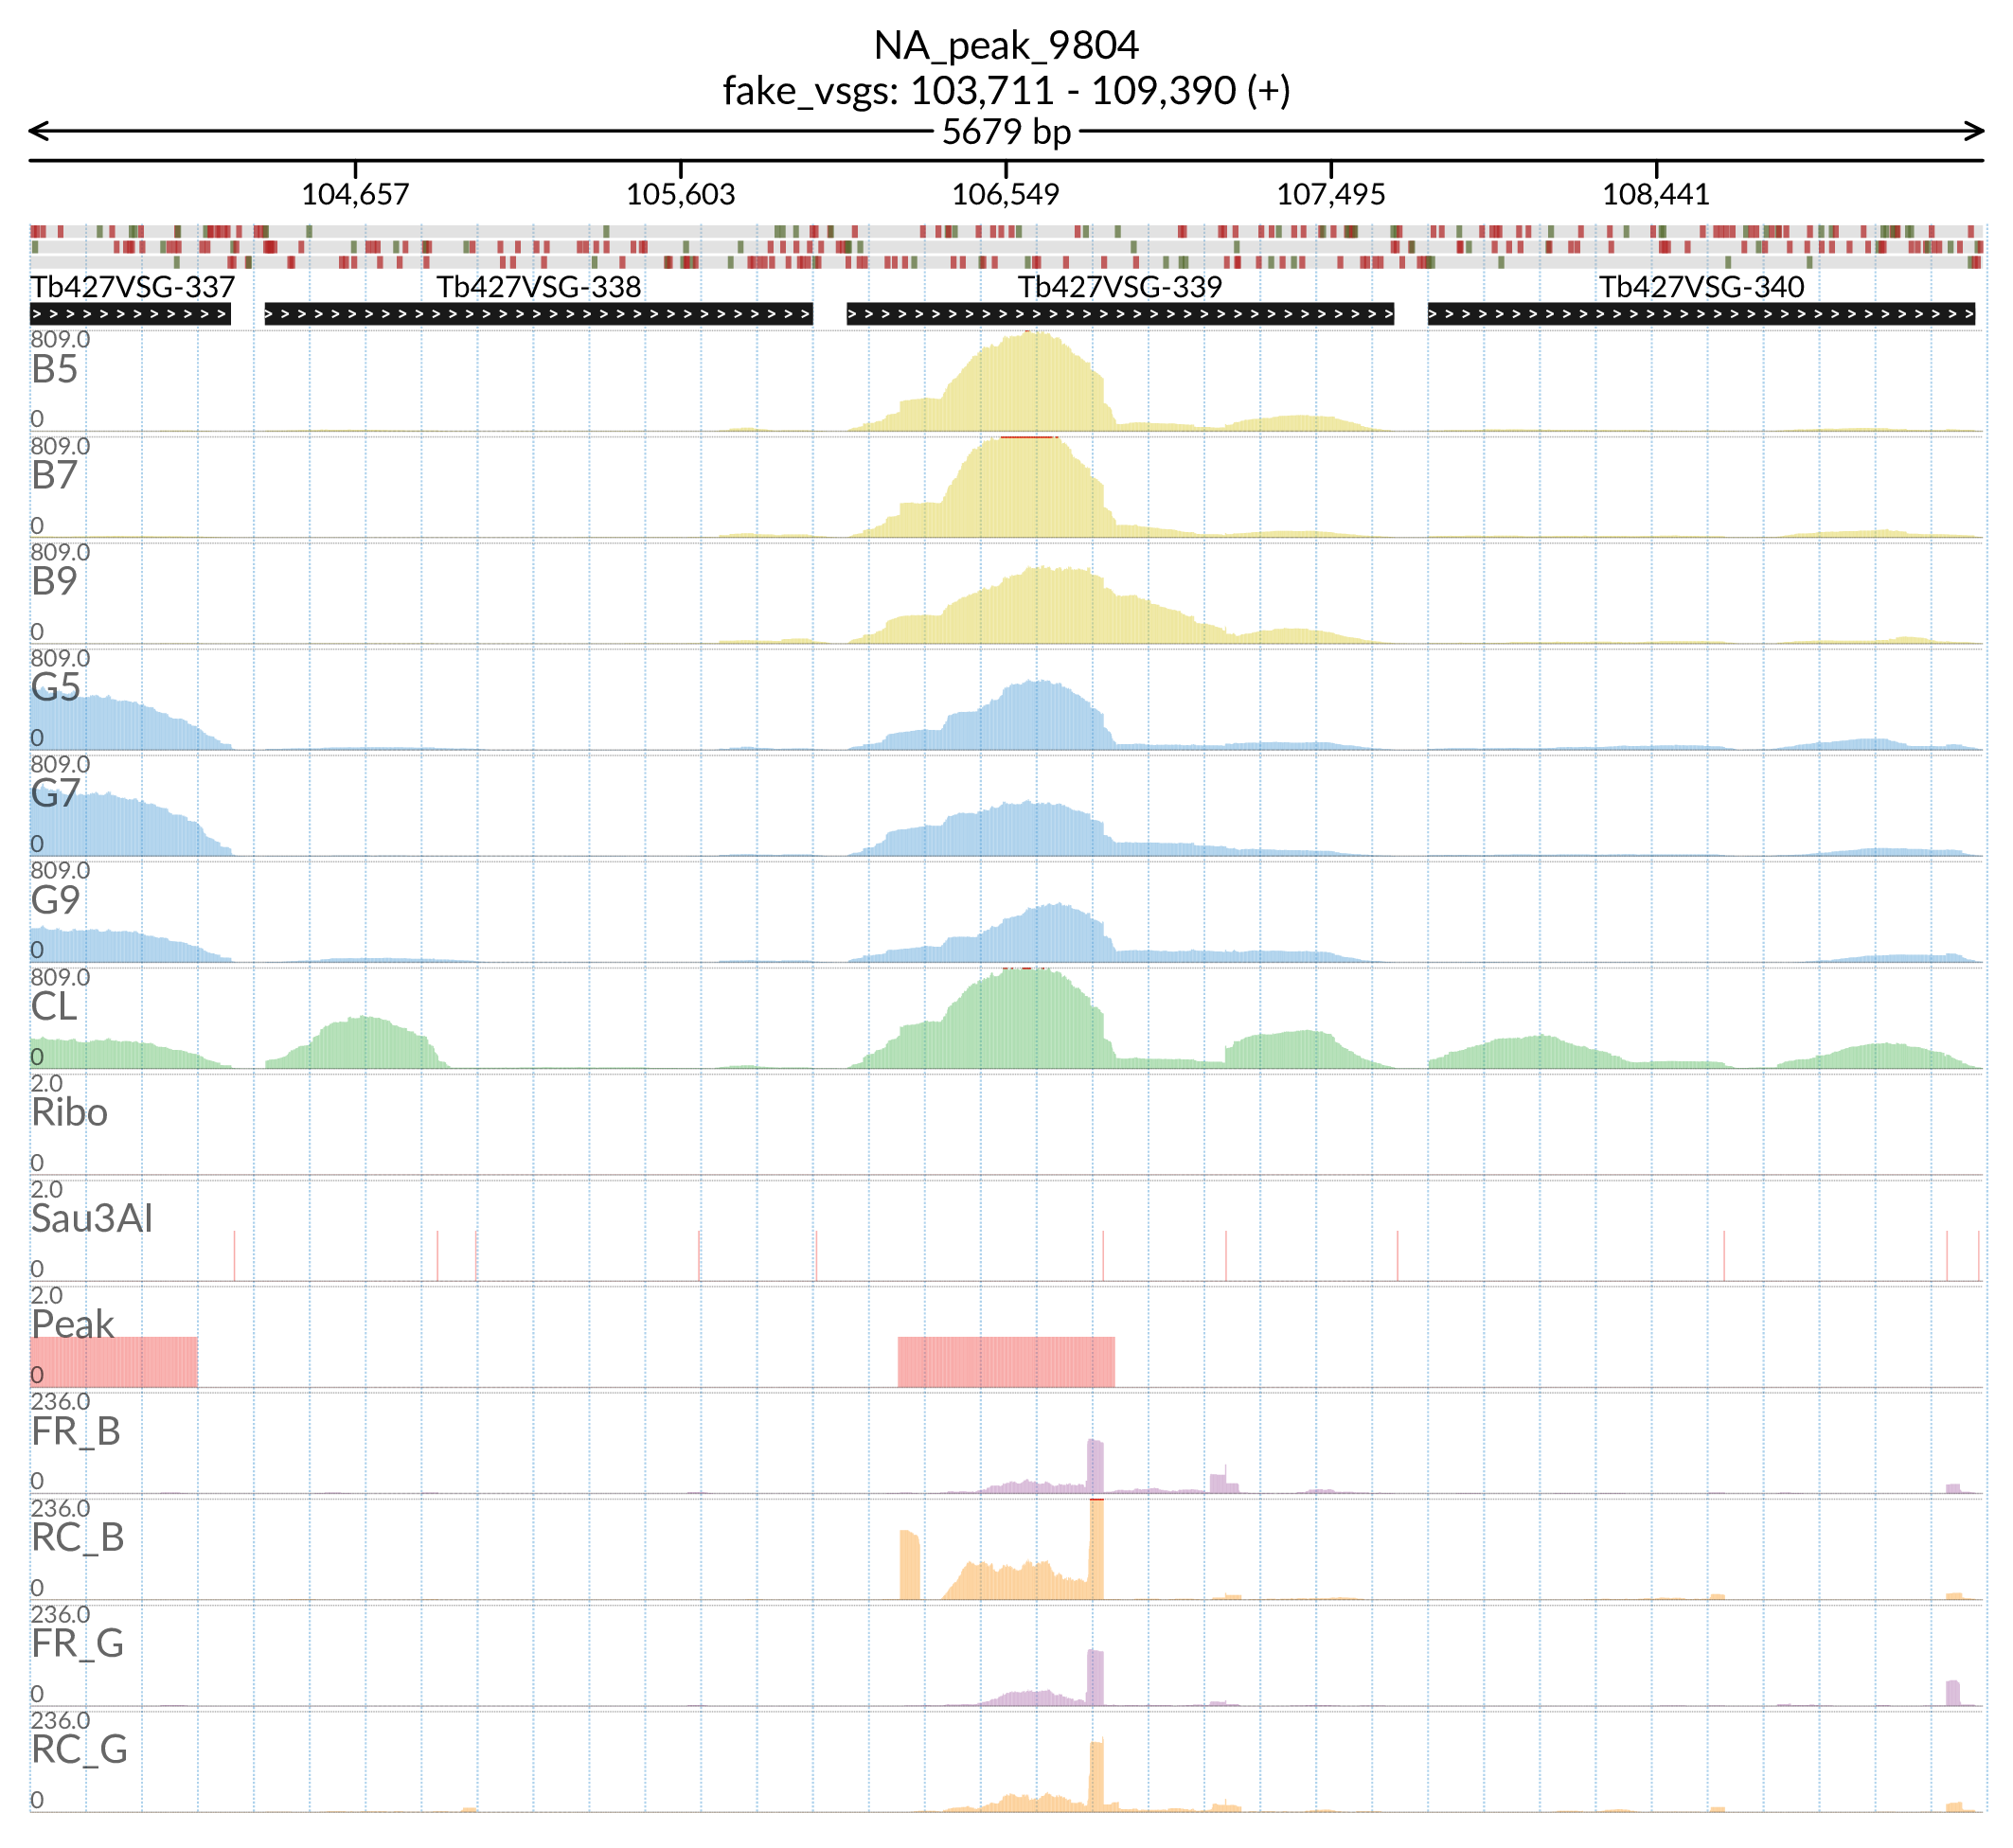 NA_peak_9804
fake_vsgs: 103,711 - 109,390 (+)
5679 bp
104,657 105,603 106,549 107,495 108,441
Tb427VSG-337 Tb427VSG-338 Tb427VSG-339 Tb427VSG-340
809.0
B5
0
809.0
B7
0
809.0
B9
0
809.0
G5
0
809.0
G7
0
809.0
G9
0
809.0
CL
0
2.0
Ribo
0
2.0
Sau3AI
0
2.0
Peak
0
236.0
FR_B
0
236.0
RC_B
0
236.0
FR_G
0
236.0
RC_G
0